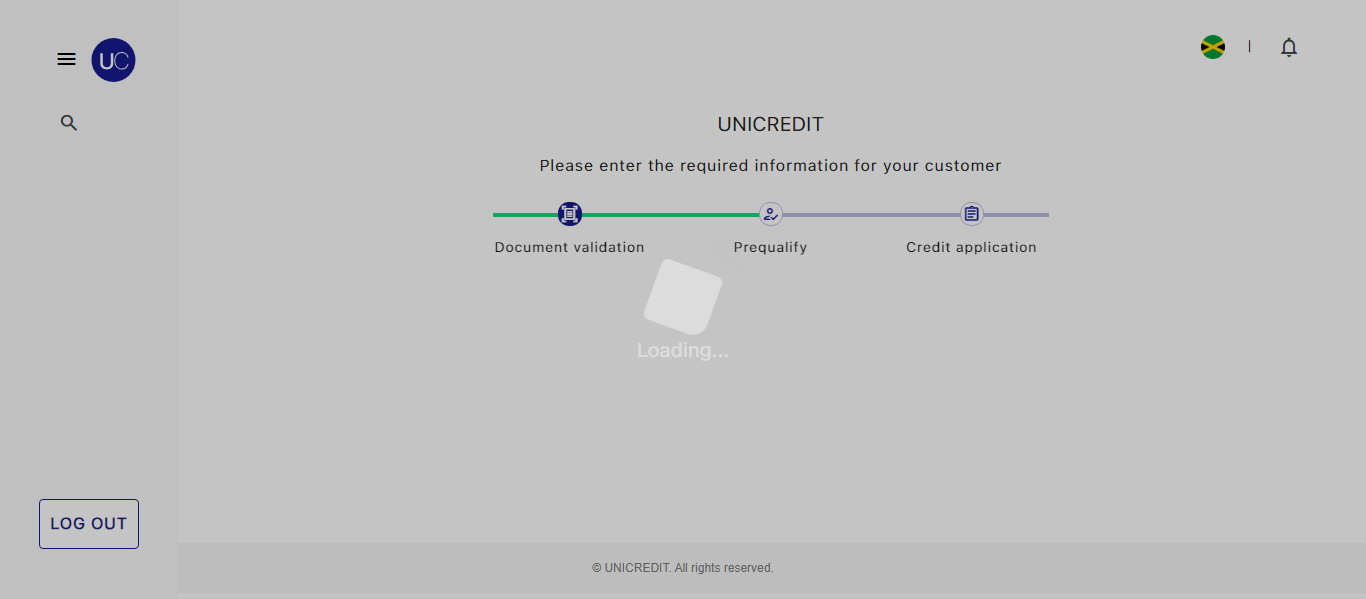 UC
UNICREDIT
Please enter the required information for your customer
Document validation
Prequalify
Credit application
Loading...
LOG OUT
© UNICREDIT. All rights reserved.